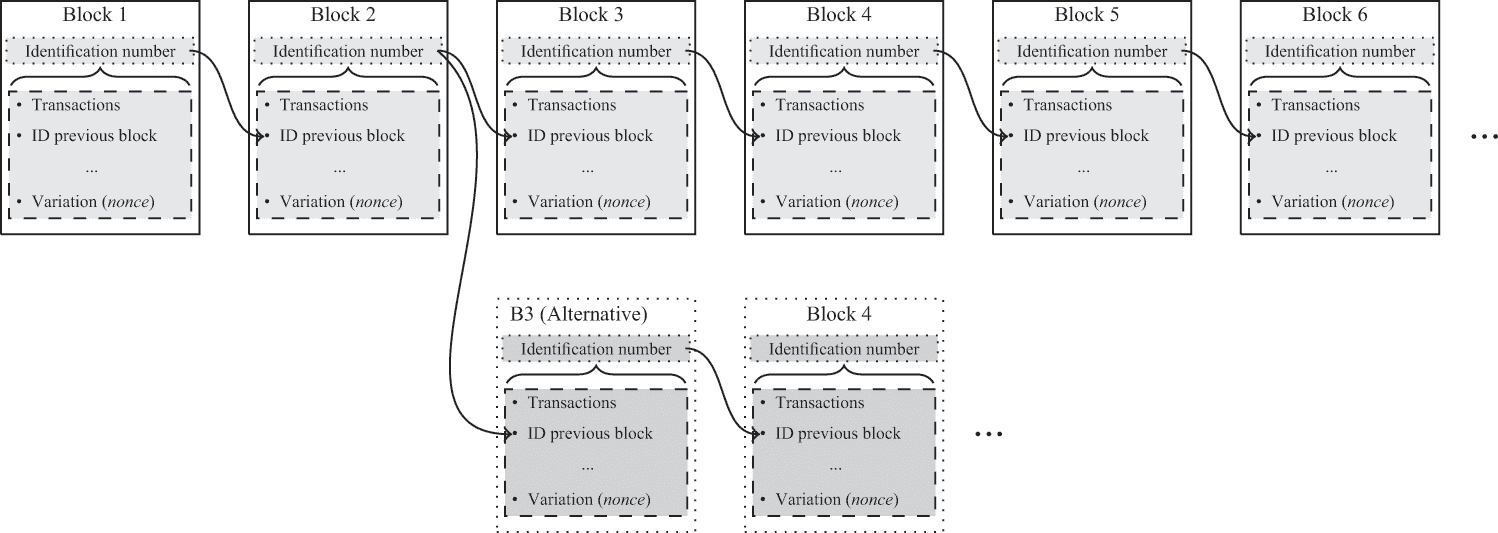 Block 1
Identification number
• Transactions
• ID previous block
...
• Variation (nonce)
Block 2
Identification number
• Transactions
• ID previous block
...
• Variation (nonce)
Block 3
Identification number
• Transactions
• ID previous block
...
• Variation (nonce)
Block 4
Identification number
• Transactions
• ID previous block
...
• Variation (nonce)
Block 5
Identification number
• Transactions
• ID previous block
...
• Variation (nonce)
Block 6
Identification number
• Transactions
• ID previous block
...
• Variation (nonce)
...
B3 (Alternative)
Identification number
• Transactions
• ID previous block
...
• Variation (nonce)
Block 4
Identification number
• Transactions
• ID previous block
...
• Variation (nonce)
...